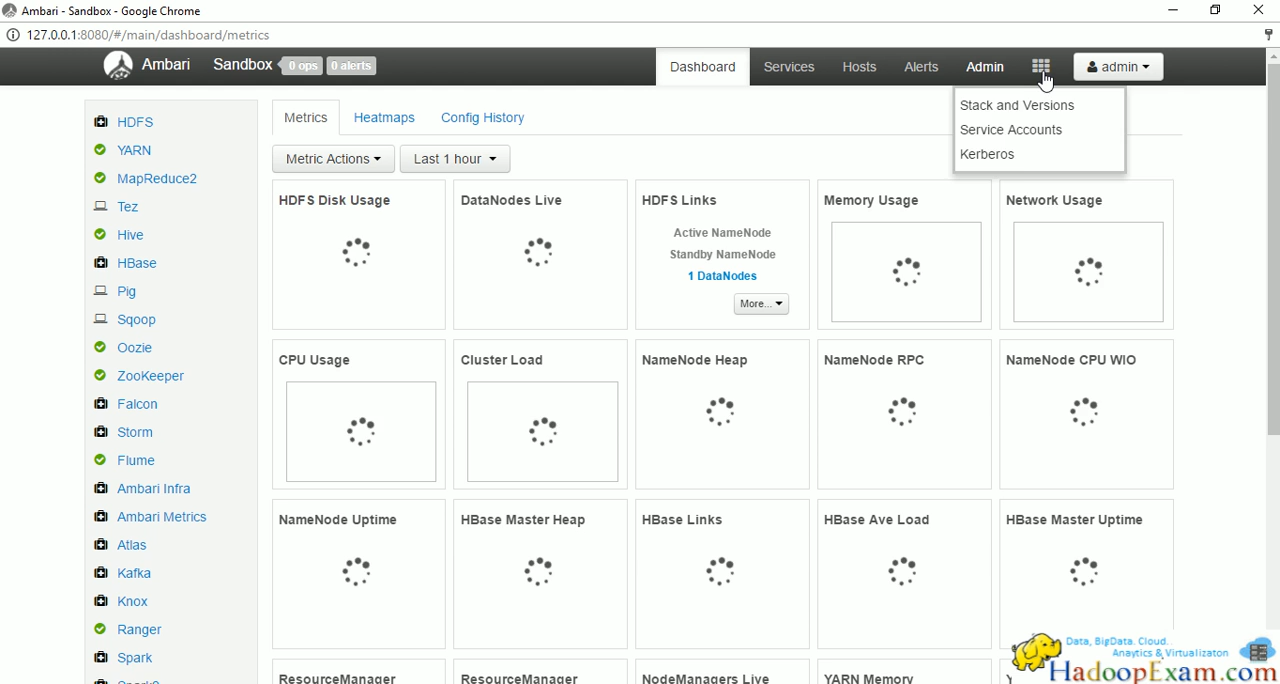 Ambari - Sandbox - Google Chrome
127.0.0.1:8080/#/main/dashboard/metrics
Ambari Sandbox 0 ops 0 alerts Dashboard Services Hosts Alerts Admin admin
Stack and Versions
Service Accounts
Kerberos
HDFS
YARN
MapReduce2
Tez
Hive
HBase
Pig
Sqoop
Oozie
ZooKeeper
Falcon
Storm
Flume
Ambari Infra
Ambari Metrics
Atlas
Kafka
Knox
Ranger
Spark
Metrics Heatmaps Config History
Metric Actions Last 1 hour
HDFS Disk Usage DataNodes Live HDFS Links Memory Usage Network Usage
Active NameNode
Standby NameNode
1 DataNodes
More...
CPU Usage Cluster Load NameNode Heap NameNode RPC NameNode CPU WIO
NameNode Uptime HBase Master Heap HBase Links HBase Ave Load HBase Master Uptime
ResourceManager ResourceManager NodeManagers Live YARN Memory
Data, BigData. Cloud.
Anaytics & Virtualizaton
HadoopExam.com